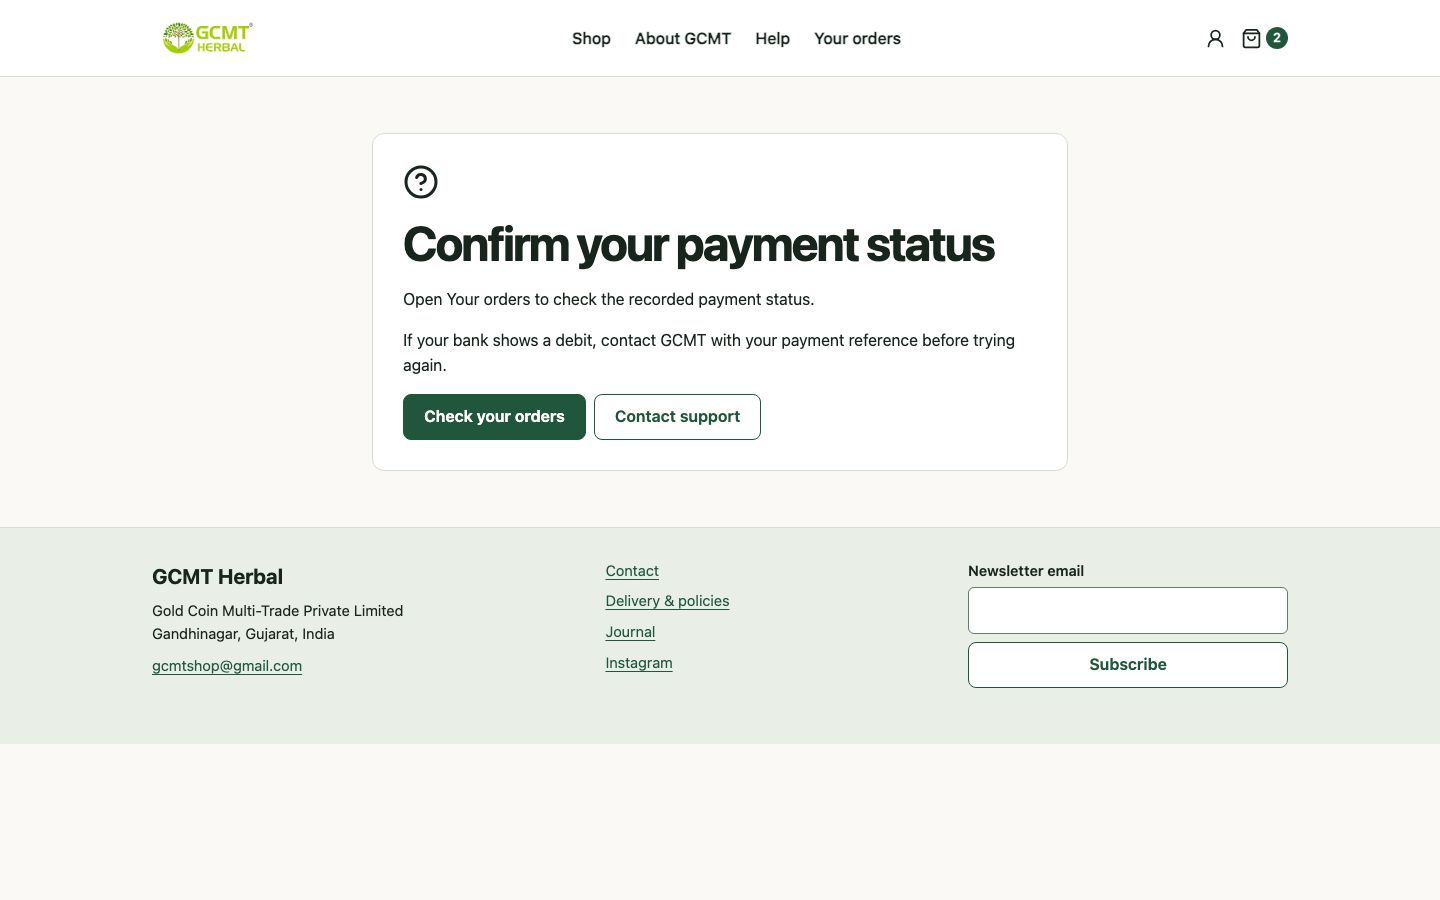 GCMT®
HERBAL
Shop
About GCMT
Help
Your orders
2
Confirm your payment status
Open Your orders to check the recorded payment status.
If your bank shows a debit, contact GCMT with your payment reference before trying
again.
Check your orders
Contact support
GCMT Herbal
Gold Coin Multi-Trade Private Limited
Gandhinagar, Gujarat, India
gcmtshop@gmail.com
Contact
Delivery & policies
Journal
Instagram
Newsletter email
Subscribe